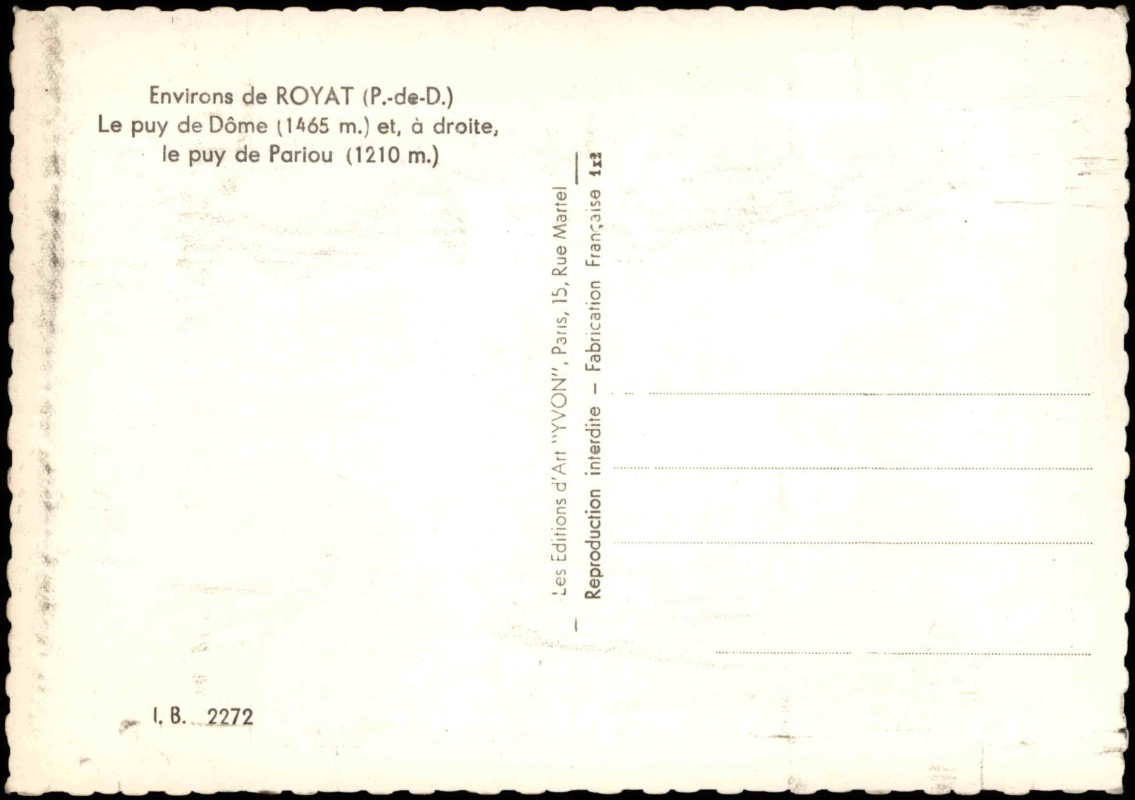 Environs de ROYAT (P.-de-D.)
Le puy de Dôme (1465 m.) et, à droite,
le puy de Pariou (1210 m.)
Les Editions d'Art "YVON", Paris, 15, Rue Martel
Reproduction interdite — Fabrication Française 1x2
I. B. 2272